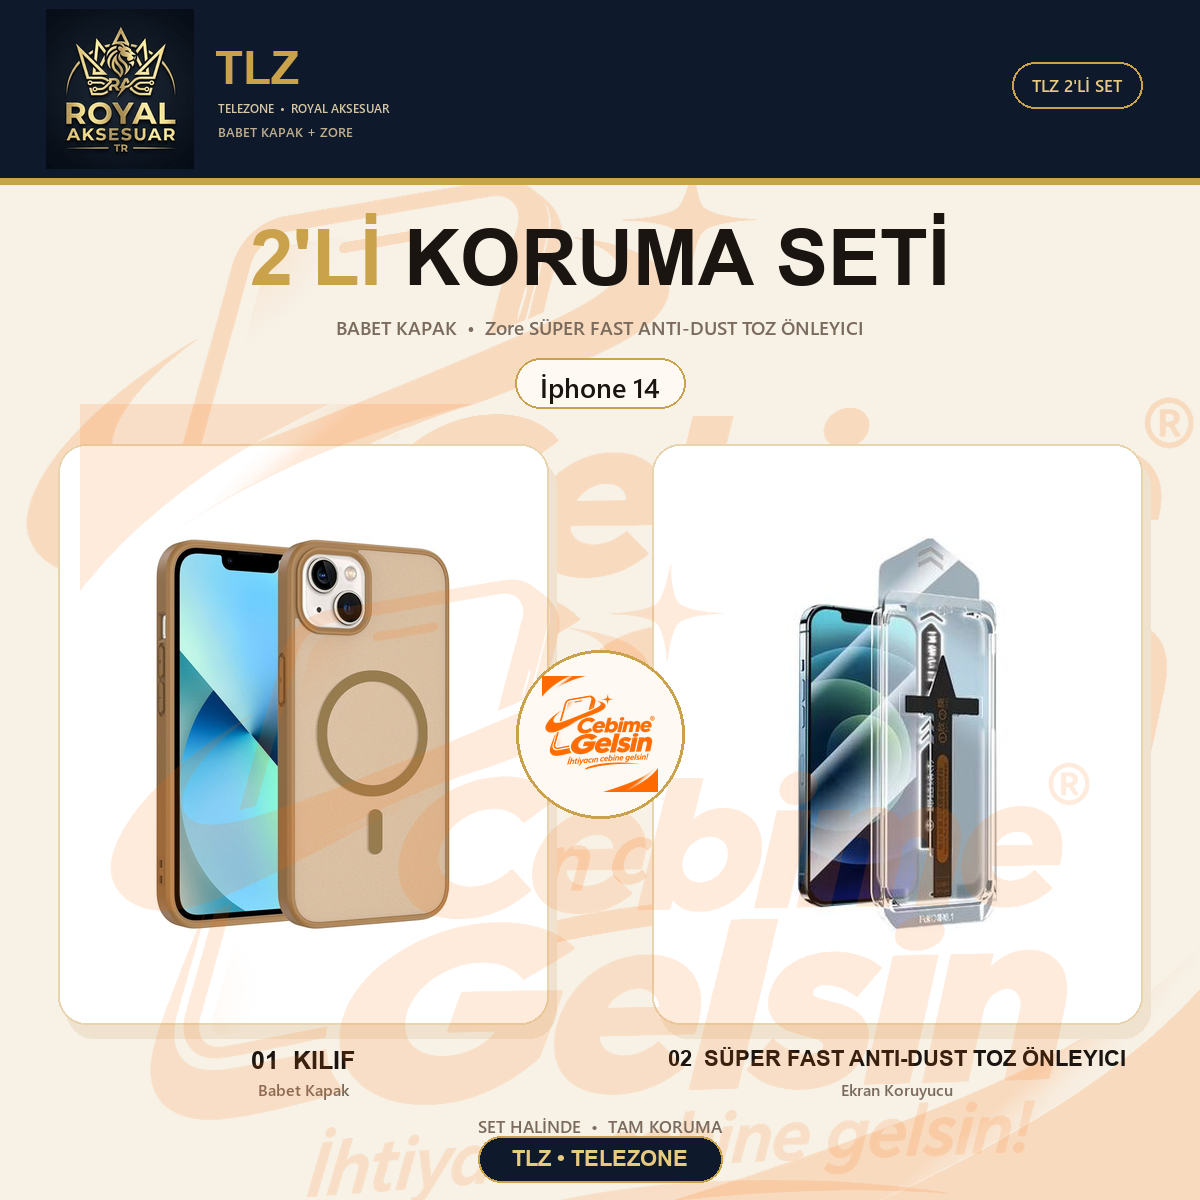 ROYAL
AKSESUAR
TR
TLZ
TELEZONE • ROYAL AKSESUAR
BABET KAPAK + ZORE
TLZ 2'Lİ SET
2'Lİ KORUMA SETİ
BABET KAPAK • Zore SÜPER FAST ANTI-DUST TOZ ÖNLEYICI
İphone 14
Cebime
Gelsin
İhtiyacın cebine gelsin!
®
Cebime
Gelsin
®
01 KILIF
Babet Kapak
02 SÜPER FAST ANTI-DUST TOZ ÖNLEYICI
Ekran Koruyucu
SET HALİNDE • TAM KORUMA
TLZ • TELEZONE